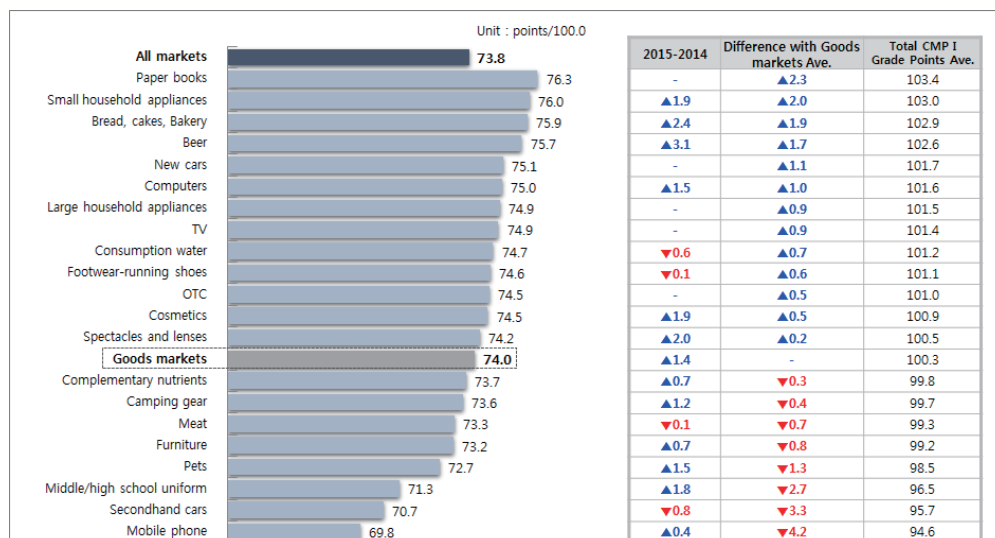 Unit : points/100.0
2015-2014 Difference with Goods markets Ave. Total CMP I Grade Points Ave.
All markets 73.8
Paper books 76.3 - ▲2.3 103.4
Small household appliances 76.0 ▲1.9 ▲2.0 103.0
Bread, cakes, Bakery 75.9 ▲2.4 ▲1.9 102.9
Beer 75.7 ▲3.1 ▲1.7 102.6
New cars 75.1 - ▲1.1 101.7
Computers 75.0 ▲1.5 ▲1.0 101.6
Large household appliances 74.9 - ▲0.9 101.5
TV 74.9 - ▲0.9 101.4
Consumption water 74.7 ▼0.6 ▲0.7 101.2
Footwear-running shoes 74.6 ▼0.1 ▲0.6 101.1
OTC 74.5 - ▲0.5 101.0
Cosmetics 74.5 ▲1.9 ▲0.5 100.9
Spectacles and lenses 74.2 ▲2.0 ▲0.2 100.5
Goods markets 74.0 ▲1.4 - 100.3
Complementary nutrients 73.7 ▲0.7 ▼0.3 99.8
Camping gear 73.6 ▲1.2 ▼0.4 99.7
Meat 73.3 ▼0.1 ▼0.7 99.3
Furniture 73.2 ▲0.7 ▼0.8 99.2
Pets 72.7 ▲1.5 ▼1.3 98.5
Middle/high school uniform 71.3 ▲1.8 ▼2.7 96.5
Secondhand cars 70.7 ▼0.8 ▼3.3 95.7
Mobile phone 69.8 ▲0.4 ▼4.2 94.6